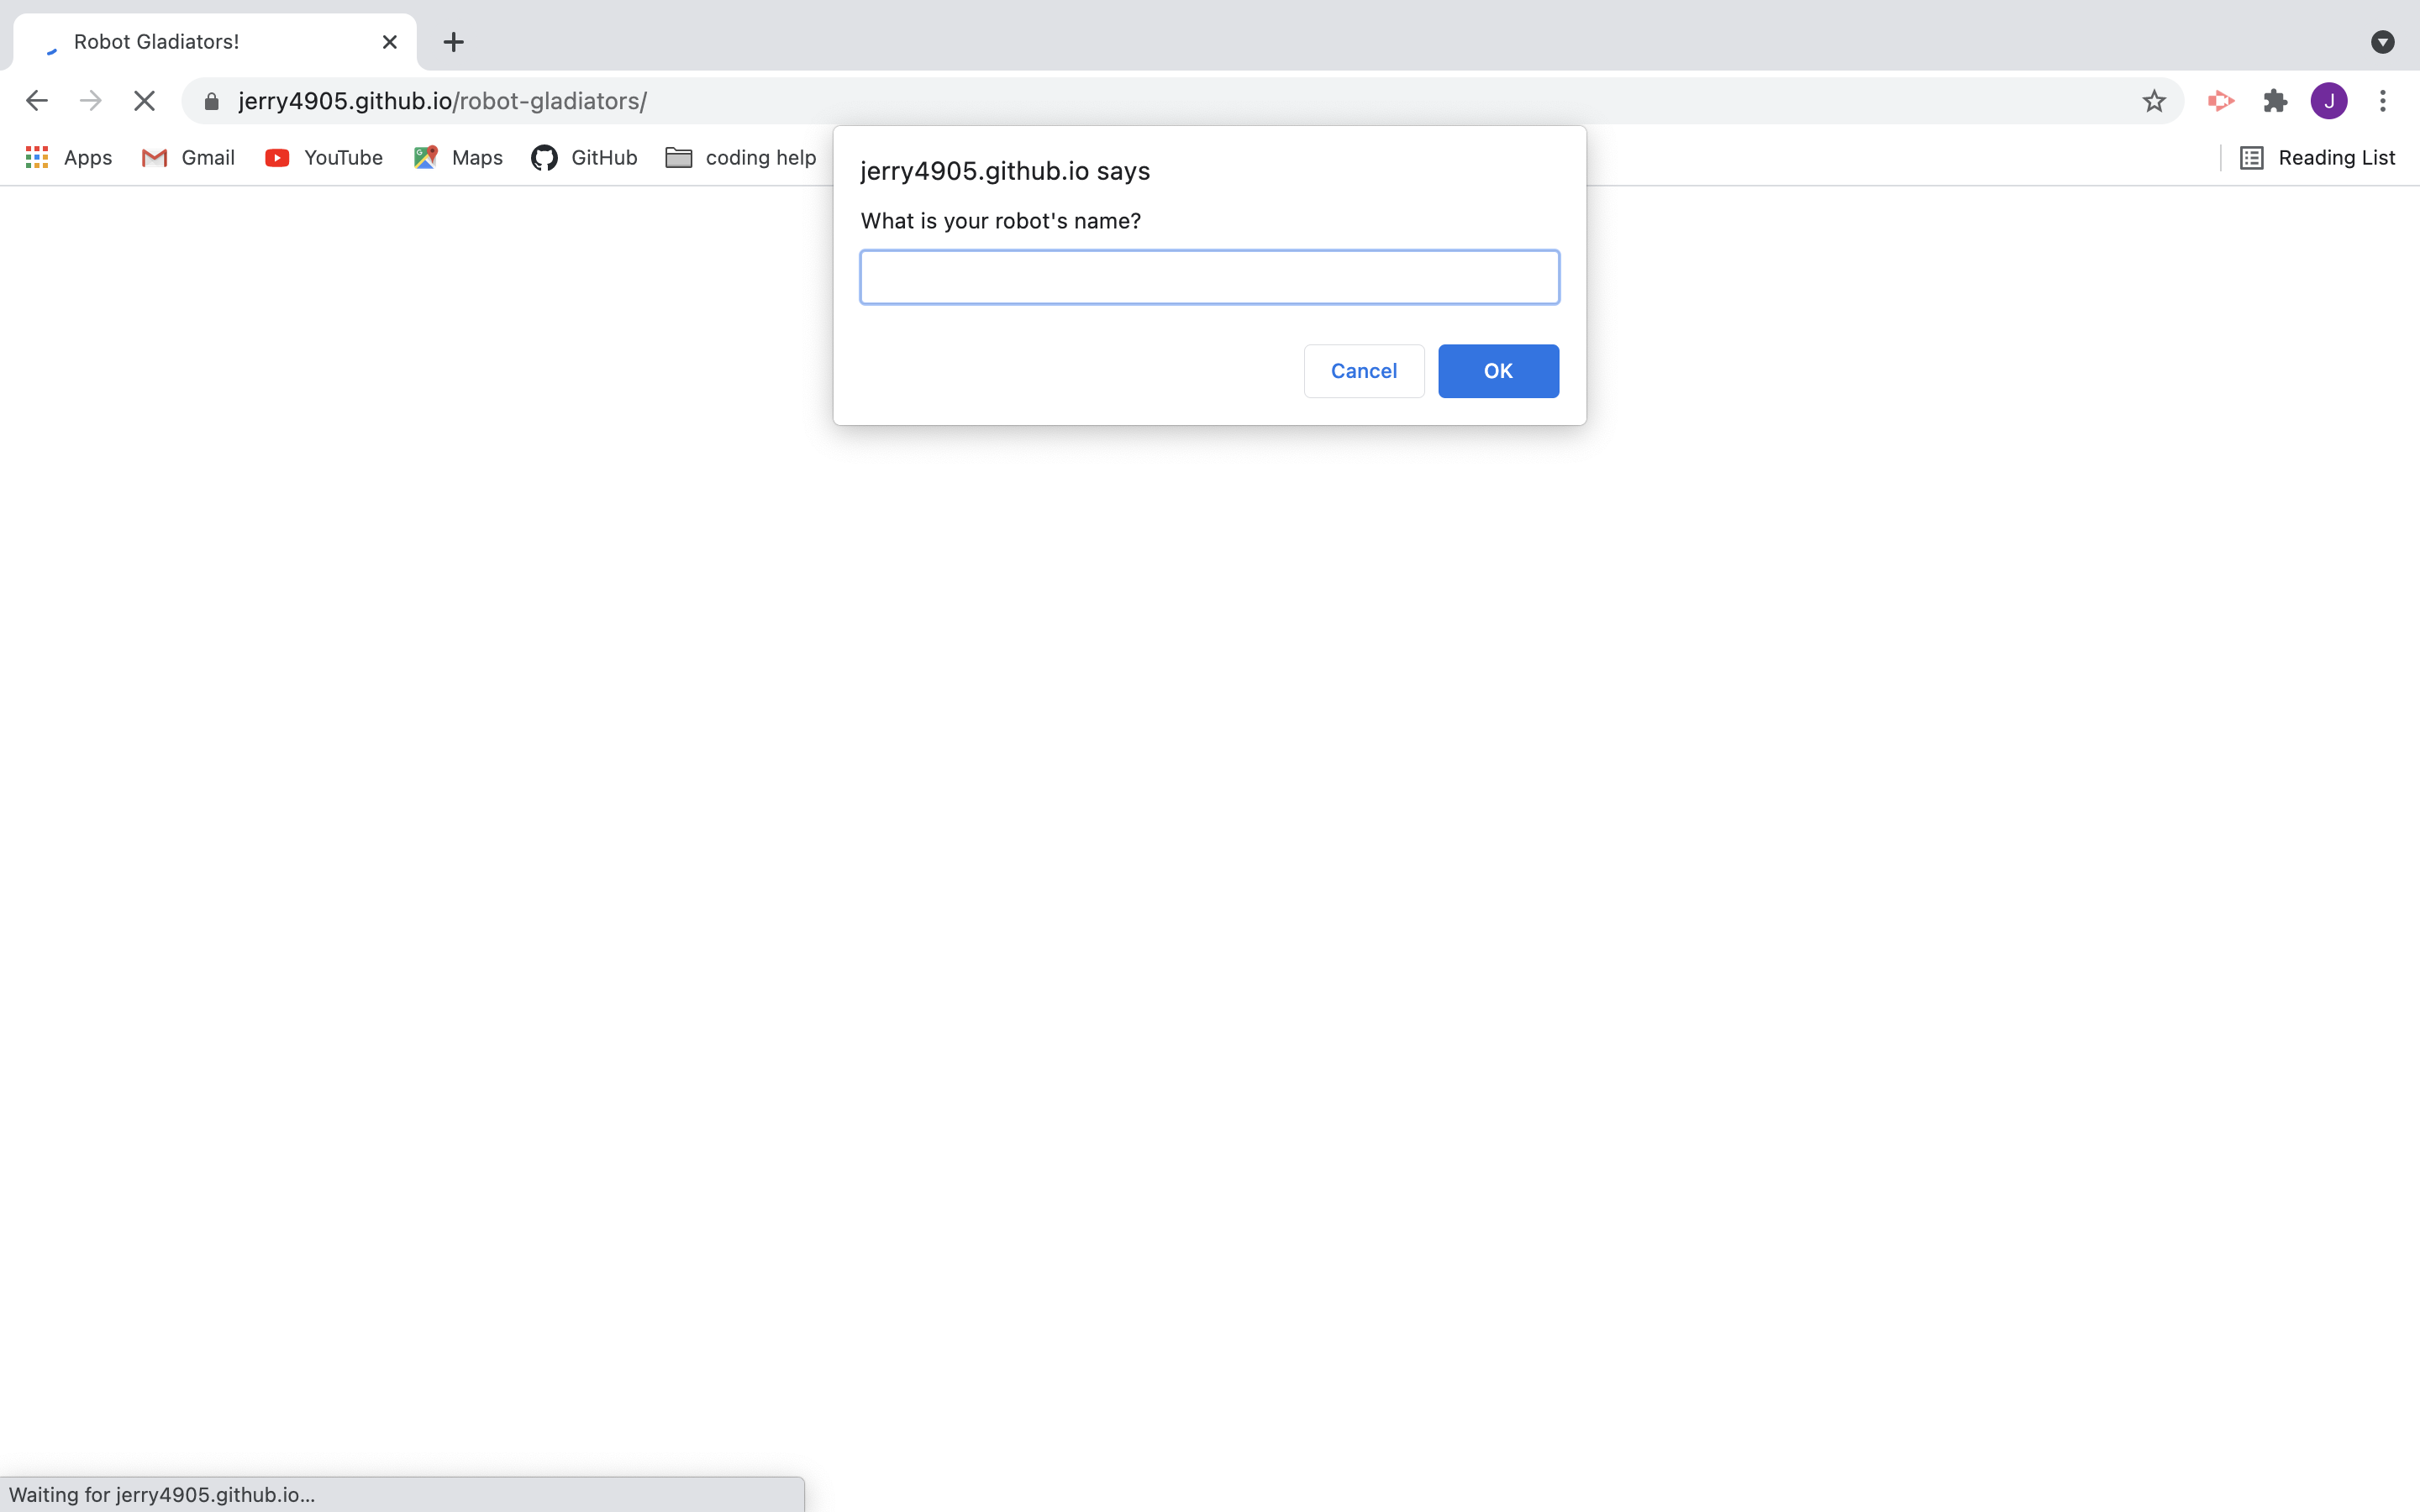 Robot Gladiators!
jerry4905.github.io/robot-gladiators/
J
Apps Gmail YouTube Maps GitHub coding help Reading List
jerry4905.github.io says
What is your robot's name?
Cancel OK
Waiting for jerry4905.github.io...